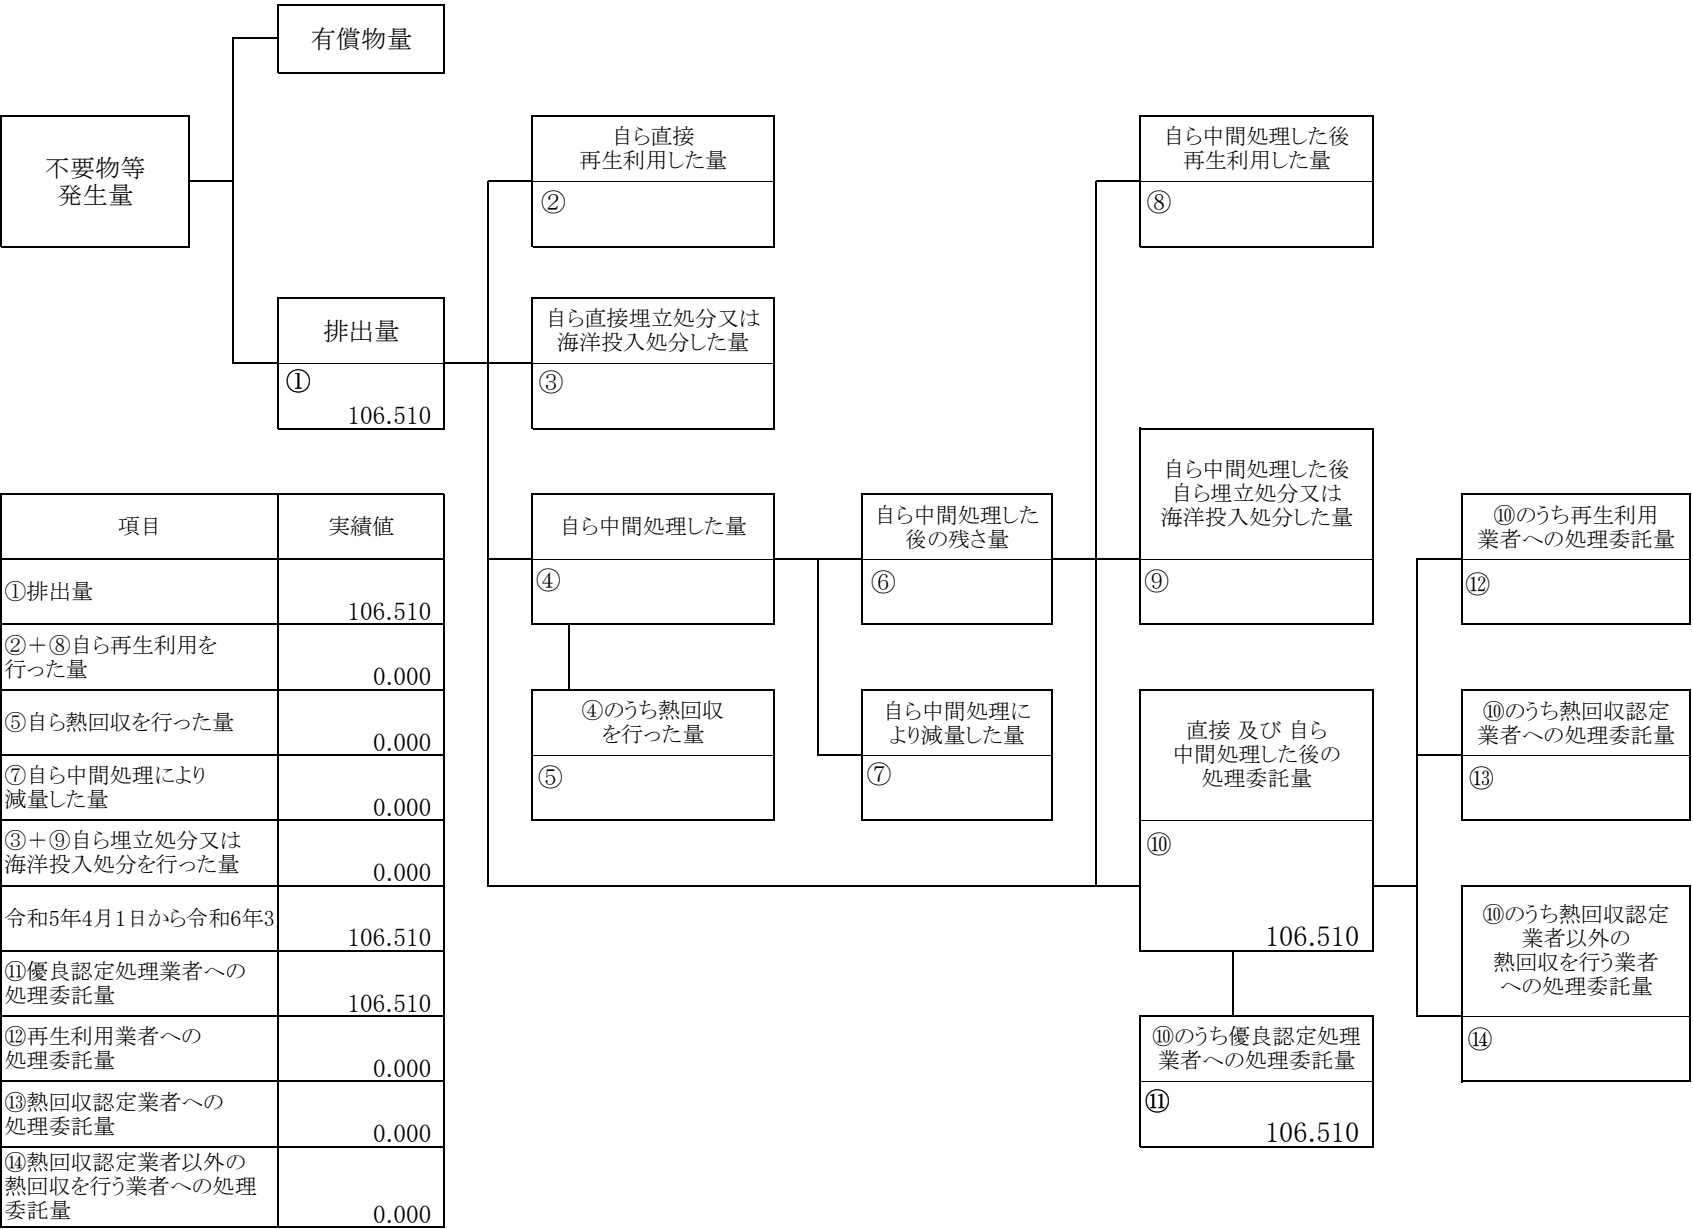 有償物量
不要物等
発生量
自ら直接
再生利用した量
②
自ら中間処理した後
再生利用した量
⑧
排出量
①
106.510
自ら直接埋立処分又は
海洋投入処分した量
③
自ら中間処理した量
④
自ら中間処理した
後の残さ量
⑥
自ら中間処理した後
自ら埋立処分又は
海洋投入処分した量
⑨
⑩のうち再生利用
業者への処理委託量
⑫
④のうち熱回収
を行った量
⑤
自ら中間処理に
より減量した量
⑦
直接 及び 自ら
中間処理した後の
処理委託量
⑩
106.510
⑩のうち熱回収認定
業者への処理委託量
⑬
⑩のうち熱回収認定
業者以外の
熱回収を行う業者
への処理委託量
⑭
⑩のうち優良認定処理
業者への処理委託量
⑪
106.510
項目
実績値
①排出量
106.510
②＋⑧自ら再生利用を
行った量
0.000
⑤自ら熱回収を行った量
0.000
⑦自ら中間処理により
減量した量
0.000
③＋⑨自ら埋立処分又は
海洋投入処分を行った量
0.000
令和5年4月1日から令和6年3
106.510
⑪優良認定処理業者への
処理委託量
106.510
⑫再生利用業者への
処理委託量
0.000
⑬熱回収認定業者への
処理委託量
0.000
⑭熱回収認定業者以外の
熱回収を行う業者への処理
委託量
0.000